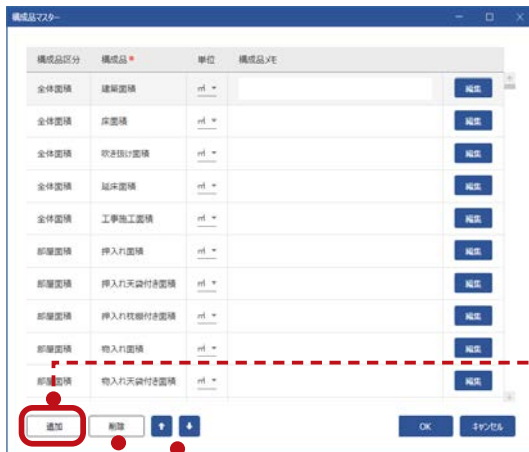 構成品マスター
構成品区分 構成品 * 単位 構成品メモ
全体面積 建築面積 ㎡ 編集
全体面積 床面積 ㎡ 編集
全体面積 吹き抜け面積 ㎡ 編集
全体面積 延床面積 ㎡ 編集
全体面積 工事施工面積 ㎡ 編集
部屋面積 押入れ面積 ㎡ 編集
部屋面積 押入れ天袋付き面積 ㎡ 編集
部屋面積 押入れ枕棚付き面積 ㎡ 編集
部屋面積 物入れ面積 ㎡ 編集
部屋面積 物入れ天袋付き面積 ㎡ 編集
追加 削除 OK キャンセル